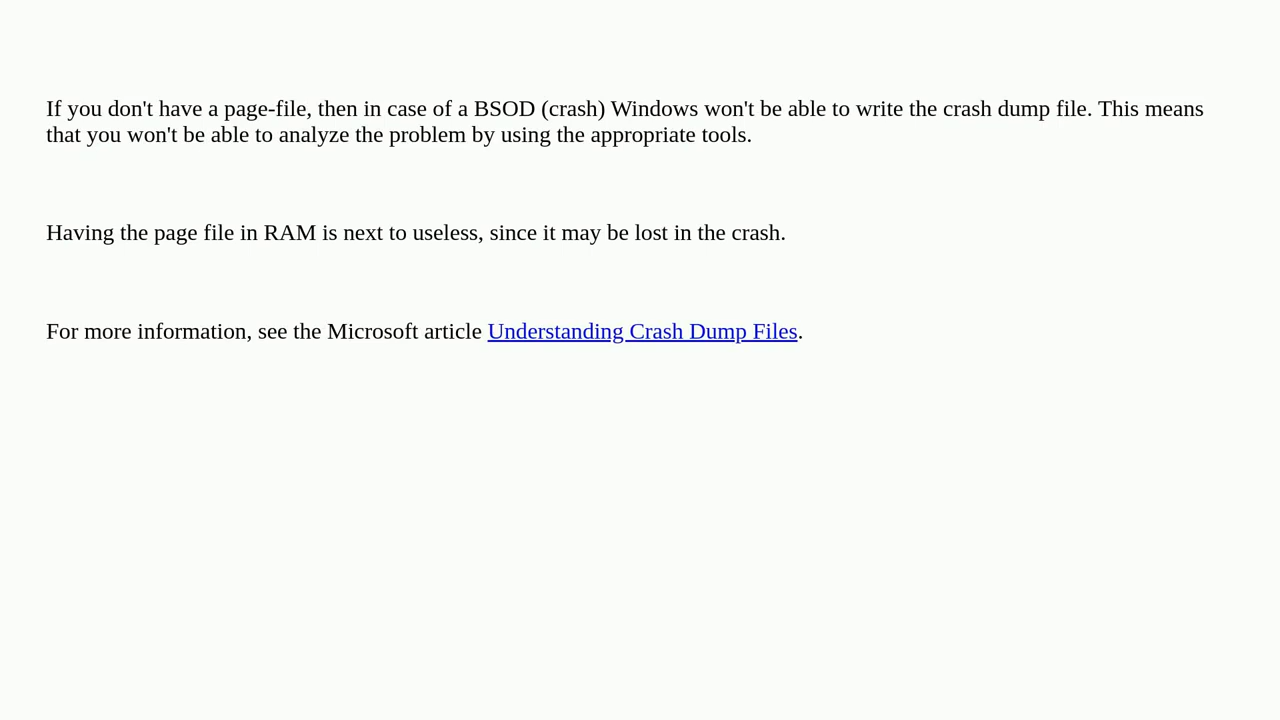 If you don't have a page-file, then in case of a BSOD (crash) Windows won't be able to write the crash dump file. This means
that you won't be able to analyze the problem by using the appropriate tools.
Having the page file in RAM is next to useless, since it may be lost in the crash.
For more information, see the Microsoft article Understanding Crash Dump Files.